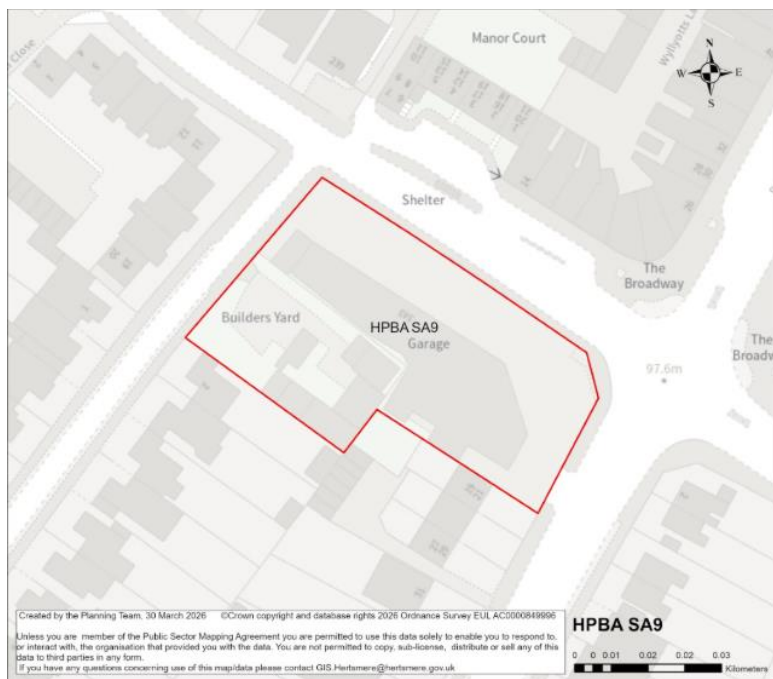 Manor Court
Wyllyotts
N
W E
S
Close
Shelter
The
Broadway
The
Builders Yard
HPBA SA9
Garage
97.6m
Created by the Planning Team, 30 March 2026 ©Crown copyright and database rights 2026 Ordnance Survey EUL AC0000849996
Unless you are member of the Public Sector Mapping Agreement you are permitted to use this data solely to enable you to respond to,
or interact with, the organisation that provided you with the data. You are not permitted to copy, sub-license, distribute or sell any of this
data to third parties in any form.
If you have any questions concerning use of this map/data please contact GIS.Hertsmere@hertsmere.gov.uk
HPBA SA9
0 0.01 0.02 0.02 0.03
Kilometers